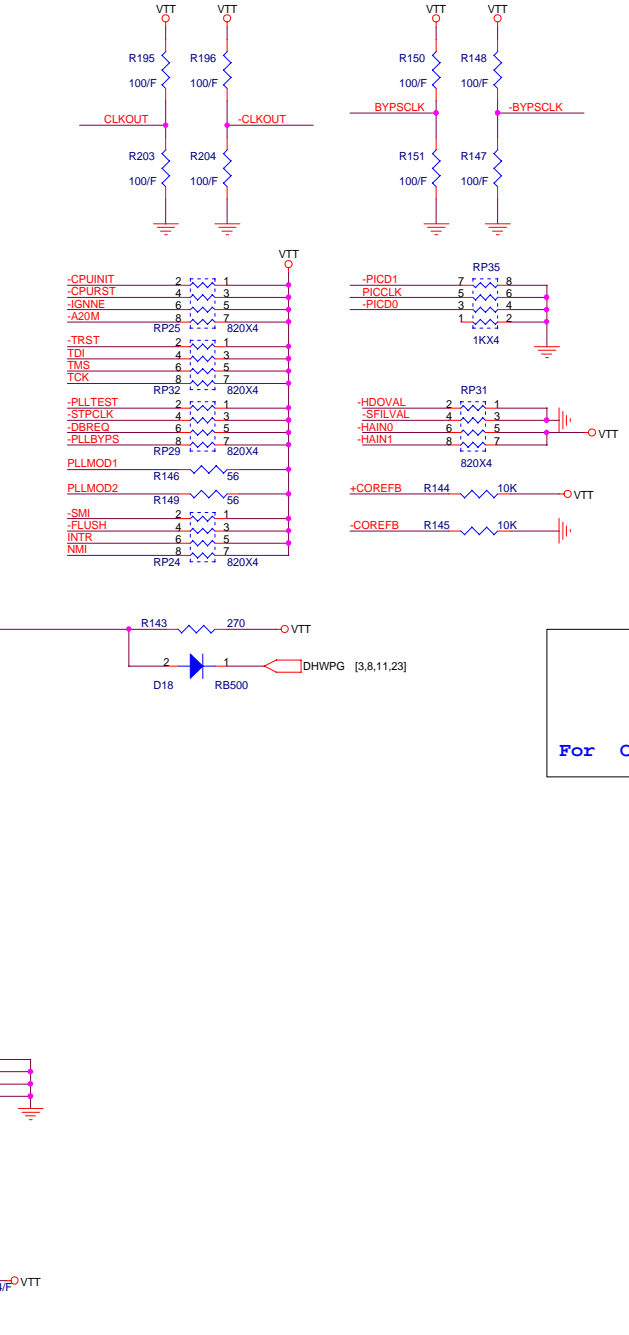 VTT VTT VTT VTT
R195 R196 R150 R148
100/F 100/F 100/F 100/F
CLKOUT -CLKOUT BYPSCLK -BYPSCLK
R203 R204 R151 R147
100/F 100/F 100/F 100/F
VTT
RP35
-CPUINIT 2 1 -PICD1 7 8
-CPURST 4 3 PICCLK 5 6
-IGNNE 6 5 -PICD0 3 4
-A20M 8 7 1 2
RP25 820X4
1KX4
-TRST 2 1
TDI 4 3
TMS 6 5
TCK 8 7
RP32 820X4
RP31
-PLLTEST 2 1 -HDOVAL 2 1
-STPCLK 4 3 -SFILVAL 4 3
-DBREQ 6 5 -HAIN0 6 5 VTT
-PLLBYPS 8 7 -HAIN1 8 7
RP29 820X4
820X4
PLLMOD1
R146 56
PLLMOD2 +COREFB R144 10K VTT
R149 56
-SMI 2 1
-FLUSH 4 3 -COREFB R145 10K
INTR 6 5
NMI 8 7
RP24 820X4
R143 270 VTT
2 1 DHWPG [3,8,11,23]
D18 RB500
For
VTT